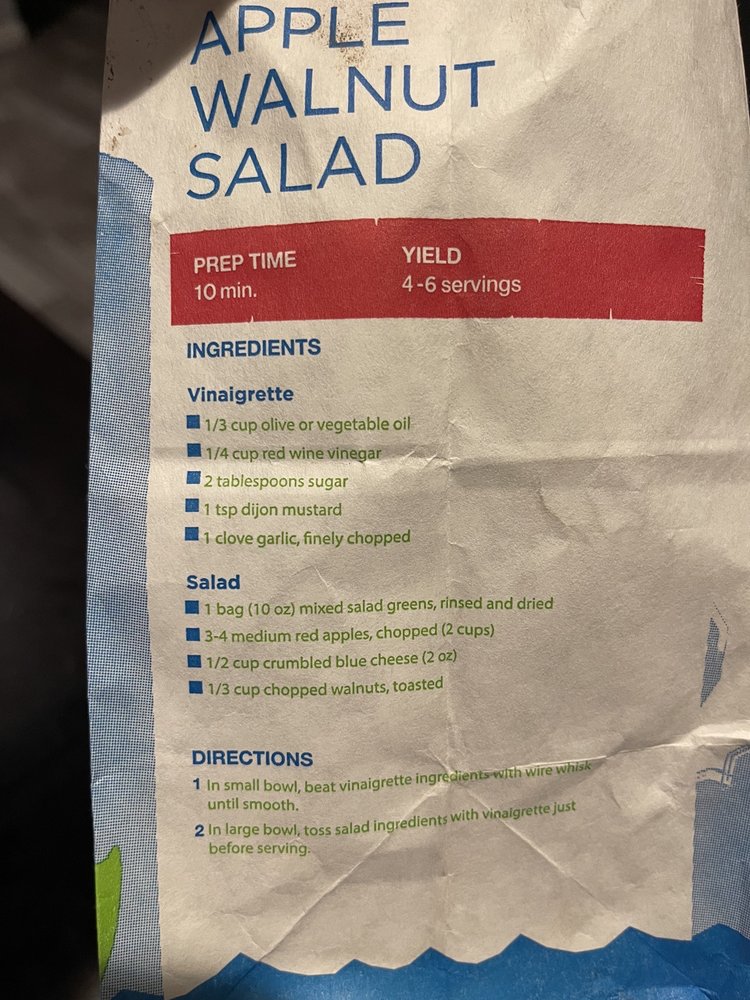 APPLE
WALNUT
SALAD
PREP TIME
10 min.
YIELD
4-6 servings
INGREDIENTS
Vinaigrette
1/3 cup olive or vegetable oil
1/4 cup red wine vinegar
2 tablespoons sugar
1 tsp dijon mustard
1 clove garlic, finely chopped
Salad
1 bag (10 oz) mixed salad greens, rinsed and dried
3-4 medium red apples, chopped (2 cups)
1/2 cup crumbled blue cheese (2 oz)
1/3 cup chopped walnuts, toasted
DIRECTIONS
1 In small bowl, beat vinaigrette ingredients with wire whisk
until smooth.
2 In large bowl, toss salad ingredients with vinaigrette just
before serving.